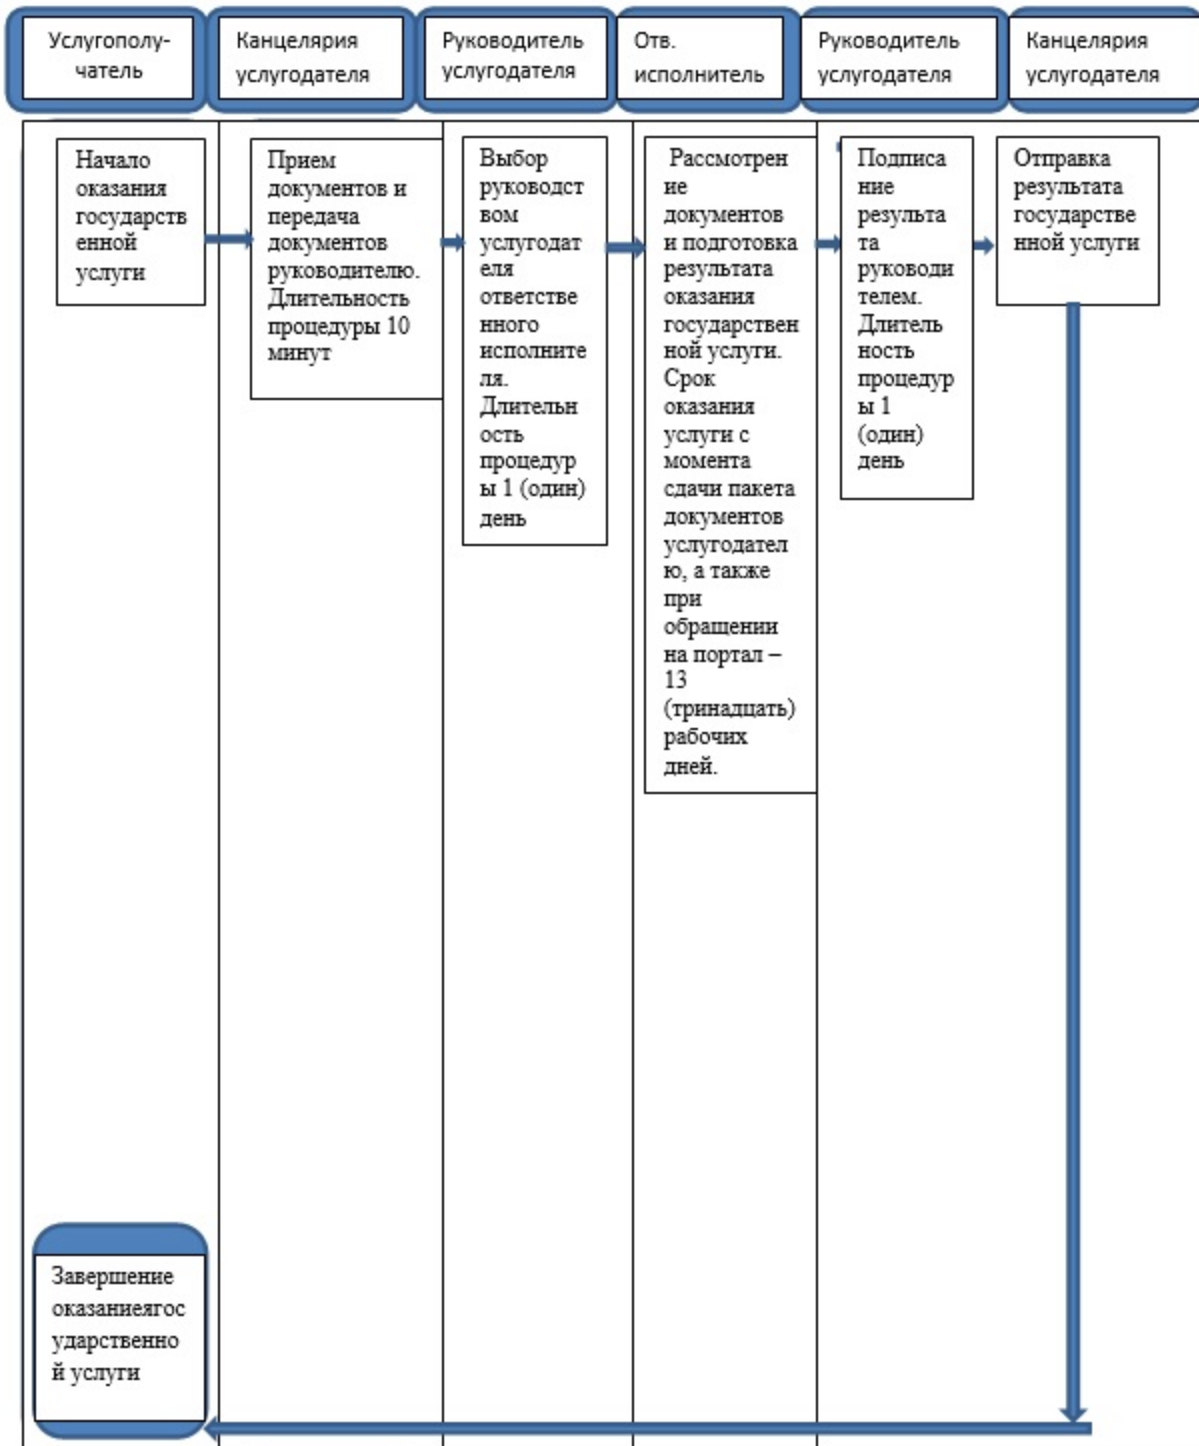 Услугополу-
чатель
Канцелярия
услугодателя
Руководитель
услугодателя
Отв.
исполнитель
Руководитель
услугодателя
Канцелярия
услугодателя
Начало
оказания
государств
енной
услуги
Прием
документов и
передача
документов
руководителю.
Длительность
процедуры 10
минут
Выбор
руководст
вом
услугодат
еля
ответстве
нного
исполните
ля.
Длительн
ость
процедур
ы 1 (один)
день
Рассмотрен
ие
документов
и подготовка
результата
оказания
государствен
ной услуги.
Срок
оказания
услуги с
момента
сдачи пакета
документов
услугодател
ю, а также
при
обращении
на портал –
13
(тринадцать)
рабочих
дней.
Подписа
ние
результа
та
руководи
телем.
Длитель
ность
процедур
ы 1
(один)
день
Отправка
результата
государстве
нной услуги
Завершение
оказаниеягос
ударственно
й услуги